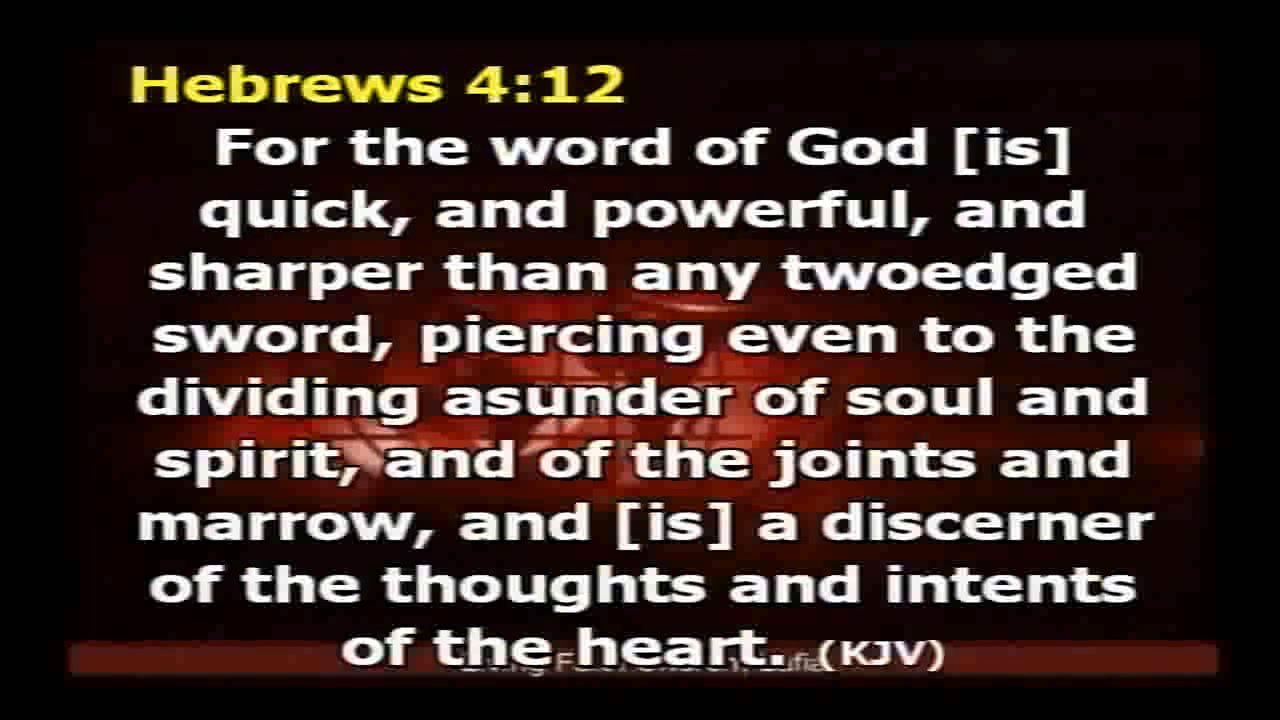 Hebrews 4:12
For the word of God [is]
quick, and powerful, and
sharper than any twoedged
sword, piercing even to the
dividing asunder of soul and
spirit, and of the joints and
marrow, and [is] a discerner
of the thoughts and intents
of the heart. (KJV)